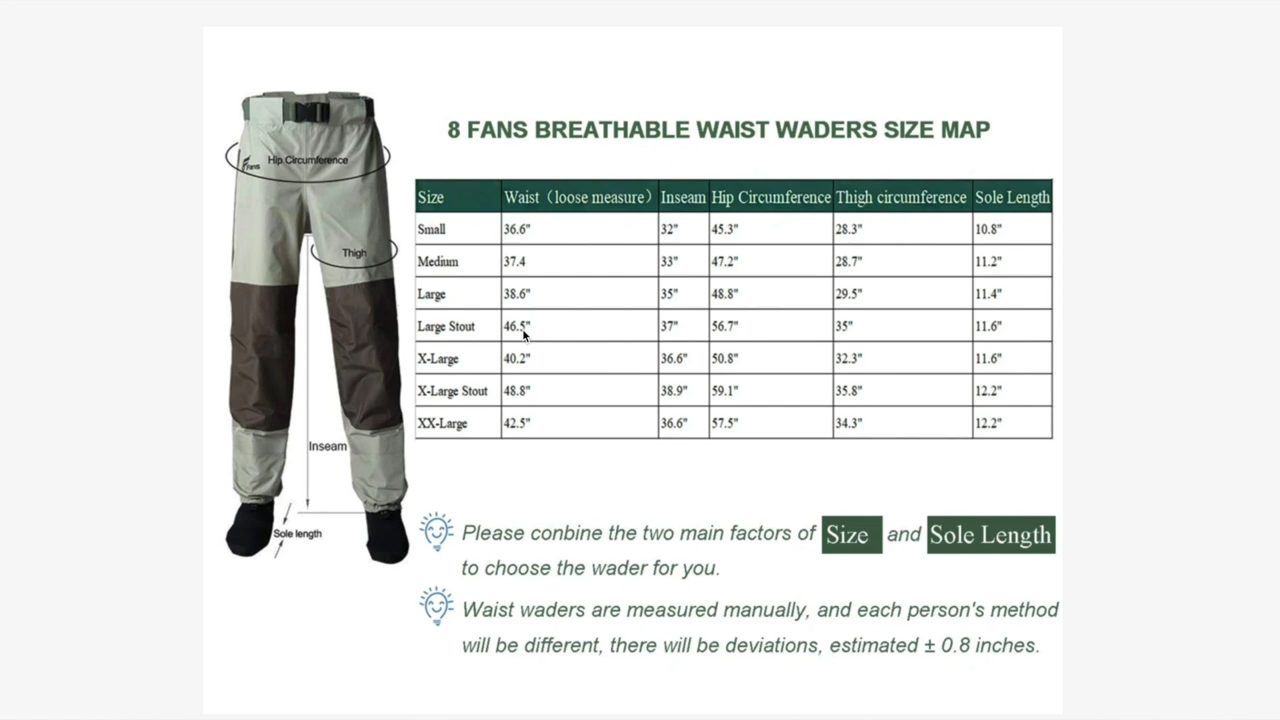 8 FANS BREATHABLE WAIST WADERS SIZE MAP
Fans
Hip Circumference
Thigh
Inseam
Sole length
Size Waist（loose measure） Inseam Hip Circumference Thigh circumference Sole Length
Small 36.6" 32" 45.3" 28.3" 10.8"
Medium 37.4 33" 47.2" 28.7" 11.2"
Large 38.6" 35" 48.8" 29.5" 11.4"
Large Stout 46.5" 37" 56.7" 35" 11.6"
X-Large 40.2" 36.6" 50.8" 32.3" 11.6"
X-Large Stout 48.8" 38.9" 59.1" 35.8" 12.2"
XX-Large 42.5" 36.6" 57.5" 34.3" 12.2"
Please conbine the two main factors of Size and Sole Length
to choose the wader for you.
Waist waders are measured manually, and each person's method
will be different, there will be deviations, estimated ± 0.8 inches.